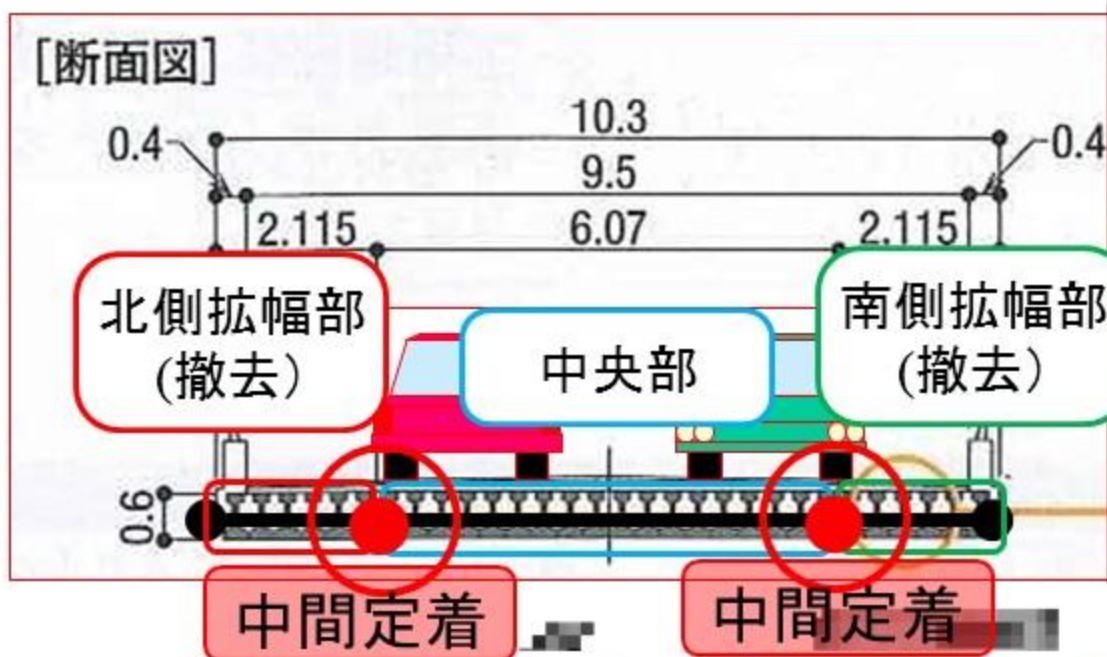 [断面図]
10.3
0.4
0.4
9.5
2.115
6.07
2.115
北側拡幅部
(撤去）
中央部
南側拡幅部
(撤去）
0.6
中間定着
中間定着